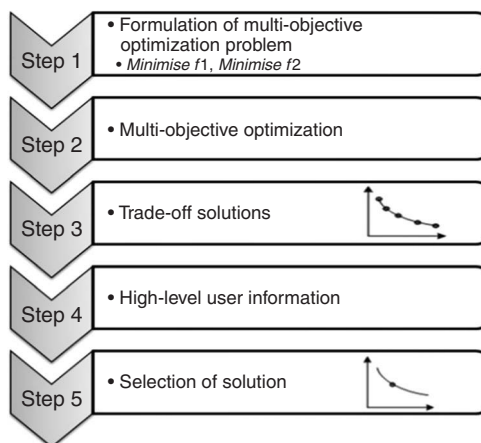 Step 1
• Formulation of multi-objective
optimization problem
• Minimise f1, Minimise f2
Step 2
• Multi-objective optimization
Step 3
• Trade-off solutions
Step 4
• High-level user information
Step 5
• Selection of solution